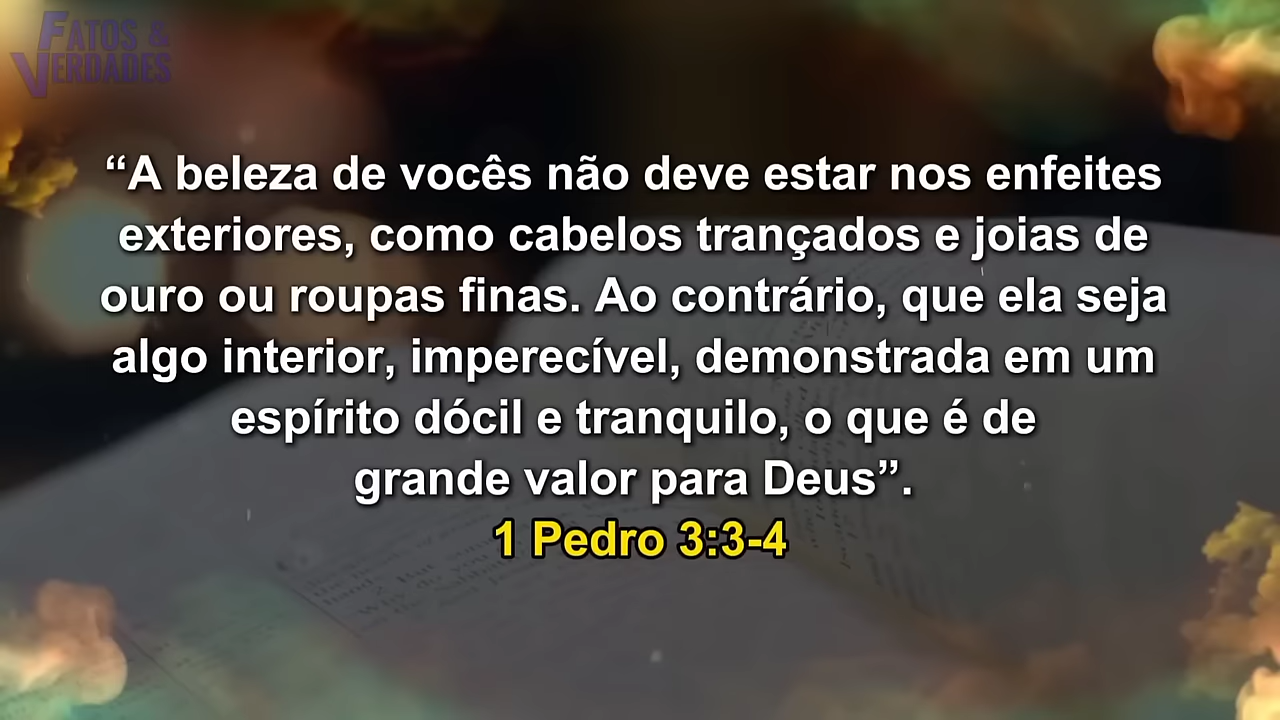 FATOS &
VERDADES
“A beleza de vocês não deve estar nos enfeites
exteriores, como cabelos trançados e joias de
ouro ou roupas finas. Ao contrário, que ela seja
algo interior, imperecível, demonstrada em um
espírito dócil e tranquilo, o que é de
grande valor para Deus”.
1 Pedro 3:3-4